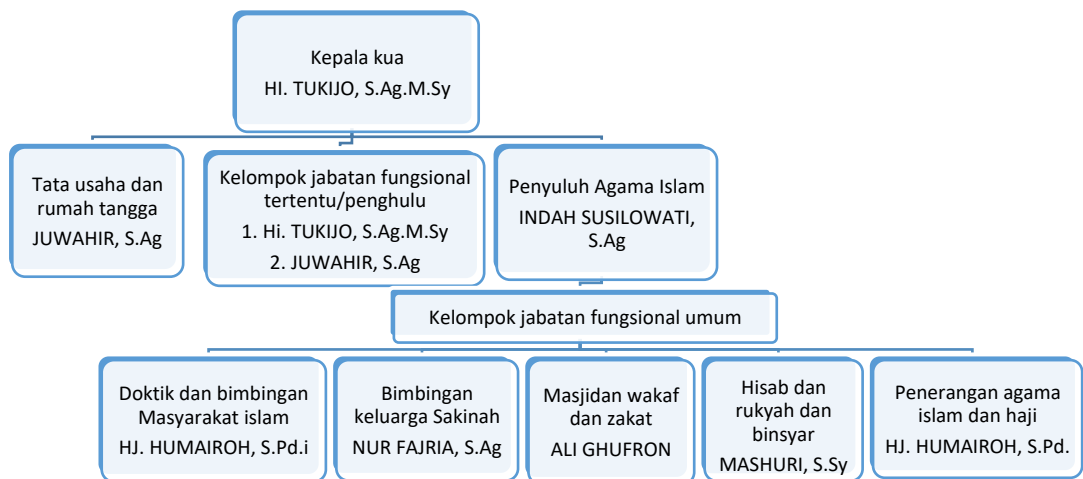 Kepala kua
HI. TUKIJO, S.Ag.M.Sy
Tata usaha dan
rumah tangga
JUWAHIR, S.Ag
Kelompok jabatan fungsional
tertentu/penghulu
1. Hi. TUKIJO, S.Ag.M.Sy
2. JUWAHIR, S.Ag
Penyuluh Agama Islam
INDAH SUSILOWATI,
S.Ag
Kelompok jabatan fungsional umum
Doktik dan bimbingan
Masyarakat islam
HJ. HUMAIROH, S.Pd.i
Bimbingan
keluarga Sakinah
NUR FAJRIA, S.Ag
Masjidan wakaf
dan zakat
ALI GHUFRON
Hisab dan
rukyah dan
binsyar
MASHURI, S.Sy
Penerangan agama
islam dan haji
HJ. HUMAIROH, S.Pd.